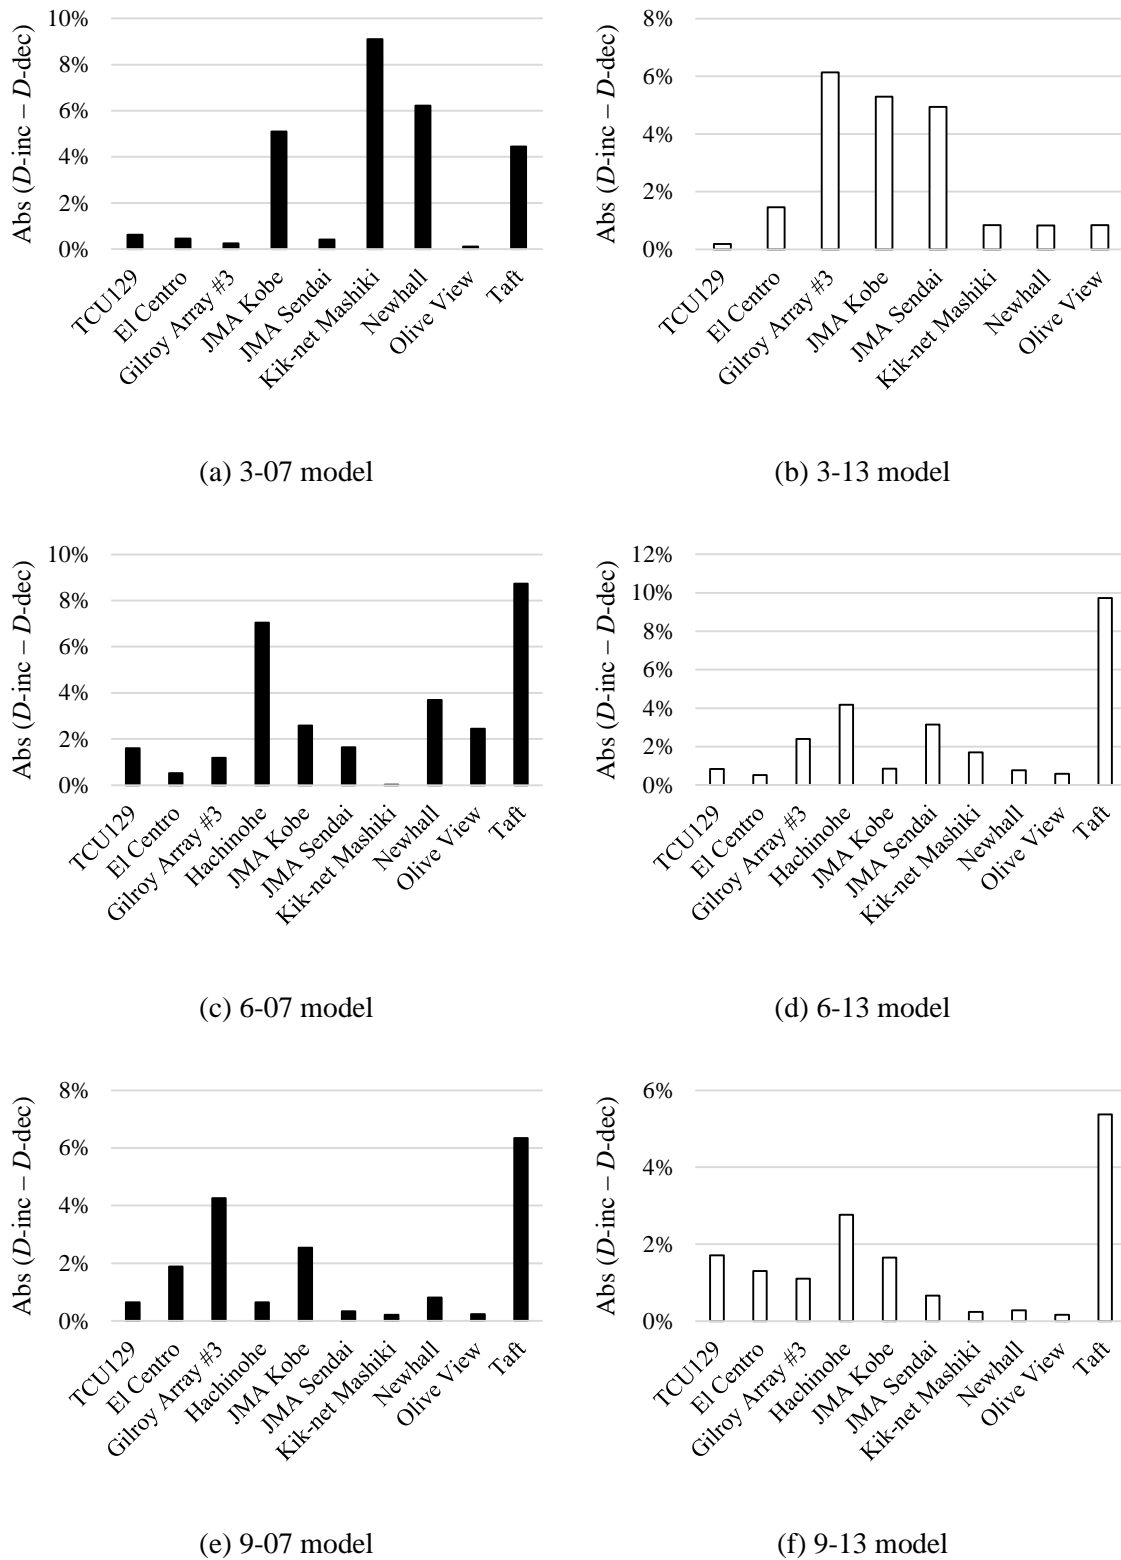 Abs (D-inc – D-dec)
10%
8%
6%
4%
2%
0%
TCU129
El Centro
Gilroy Array #3
JMA Kobe
JMA Sendai
Kik-net Mashiki
Newhall
Olive View
Taft
(a) 3-07 model
Abs (D-inc – D-dec)
8%
6%
4%
2%
0%
TCU129
El Centro
Gilroy Array #3
JMA Kobe
JMA Sendai
Kik-net Mashiki
Newhall
Olive View
(b) 3-13 model
Abs (D-inc – D-dec)
10%
8%
6%
4%
2%
0%
TCU129
El Centro
Gilroy Array #3
Hachinohe
JMA Kobe
JMA Sendai
Kik-net Mashiki
Newhall
Olive View
Taft
(c) 6-07 model
Abs (D-inc – D-dec)
12%
10%
8%
6%
4%
2%
0%
TCU129
El Centro
Gilroy Array #3
Hachinohe
JMA Kobe
JMA Sendai
Kik-net Mashiki
Newhall
Olive View
Taft
(d) 6-13 model
Abs (D-inc – D-dec)
8%
6%
4%
2%
0%
TCU129
El Centro
Gilroy Array #3
Hachinohe
JMA Kobe
JMA Sendai
Kik-net Mashiki
Newhall
Olive View
Taft
(e) 9-07 model
Abs (D-inc – D-dec)
6%
4%
2%
0%
TCU129
El Centro
Gilroy Array #3
Hachinohe
JMA Kobe
JMA Sendai
Kik-net Mashiki
Newhall
Olive View
Taft
(f) 9-13 model